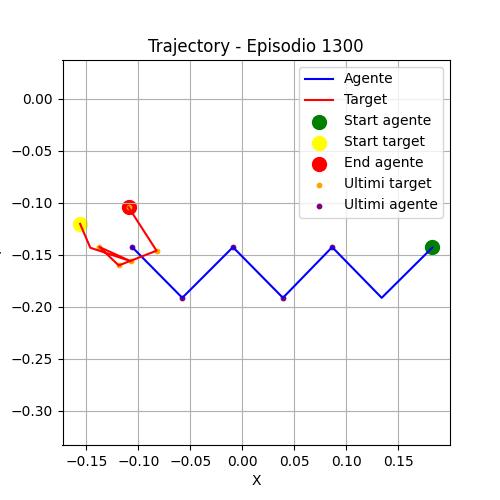 Trajectory - Episodio 1300
Agente
Target
Start agente
Start target
End agente
Ultimi target
Ultimi agente
0.00
−0.05
−0.10
−0.15
−0.20
−0.25
−0.30
−0.15
−0.10
−0.05
0.00
0.05
0.10
0.15
X